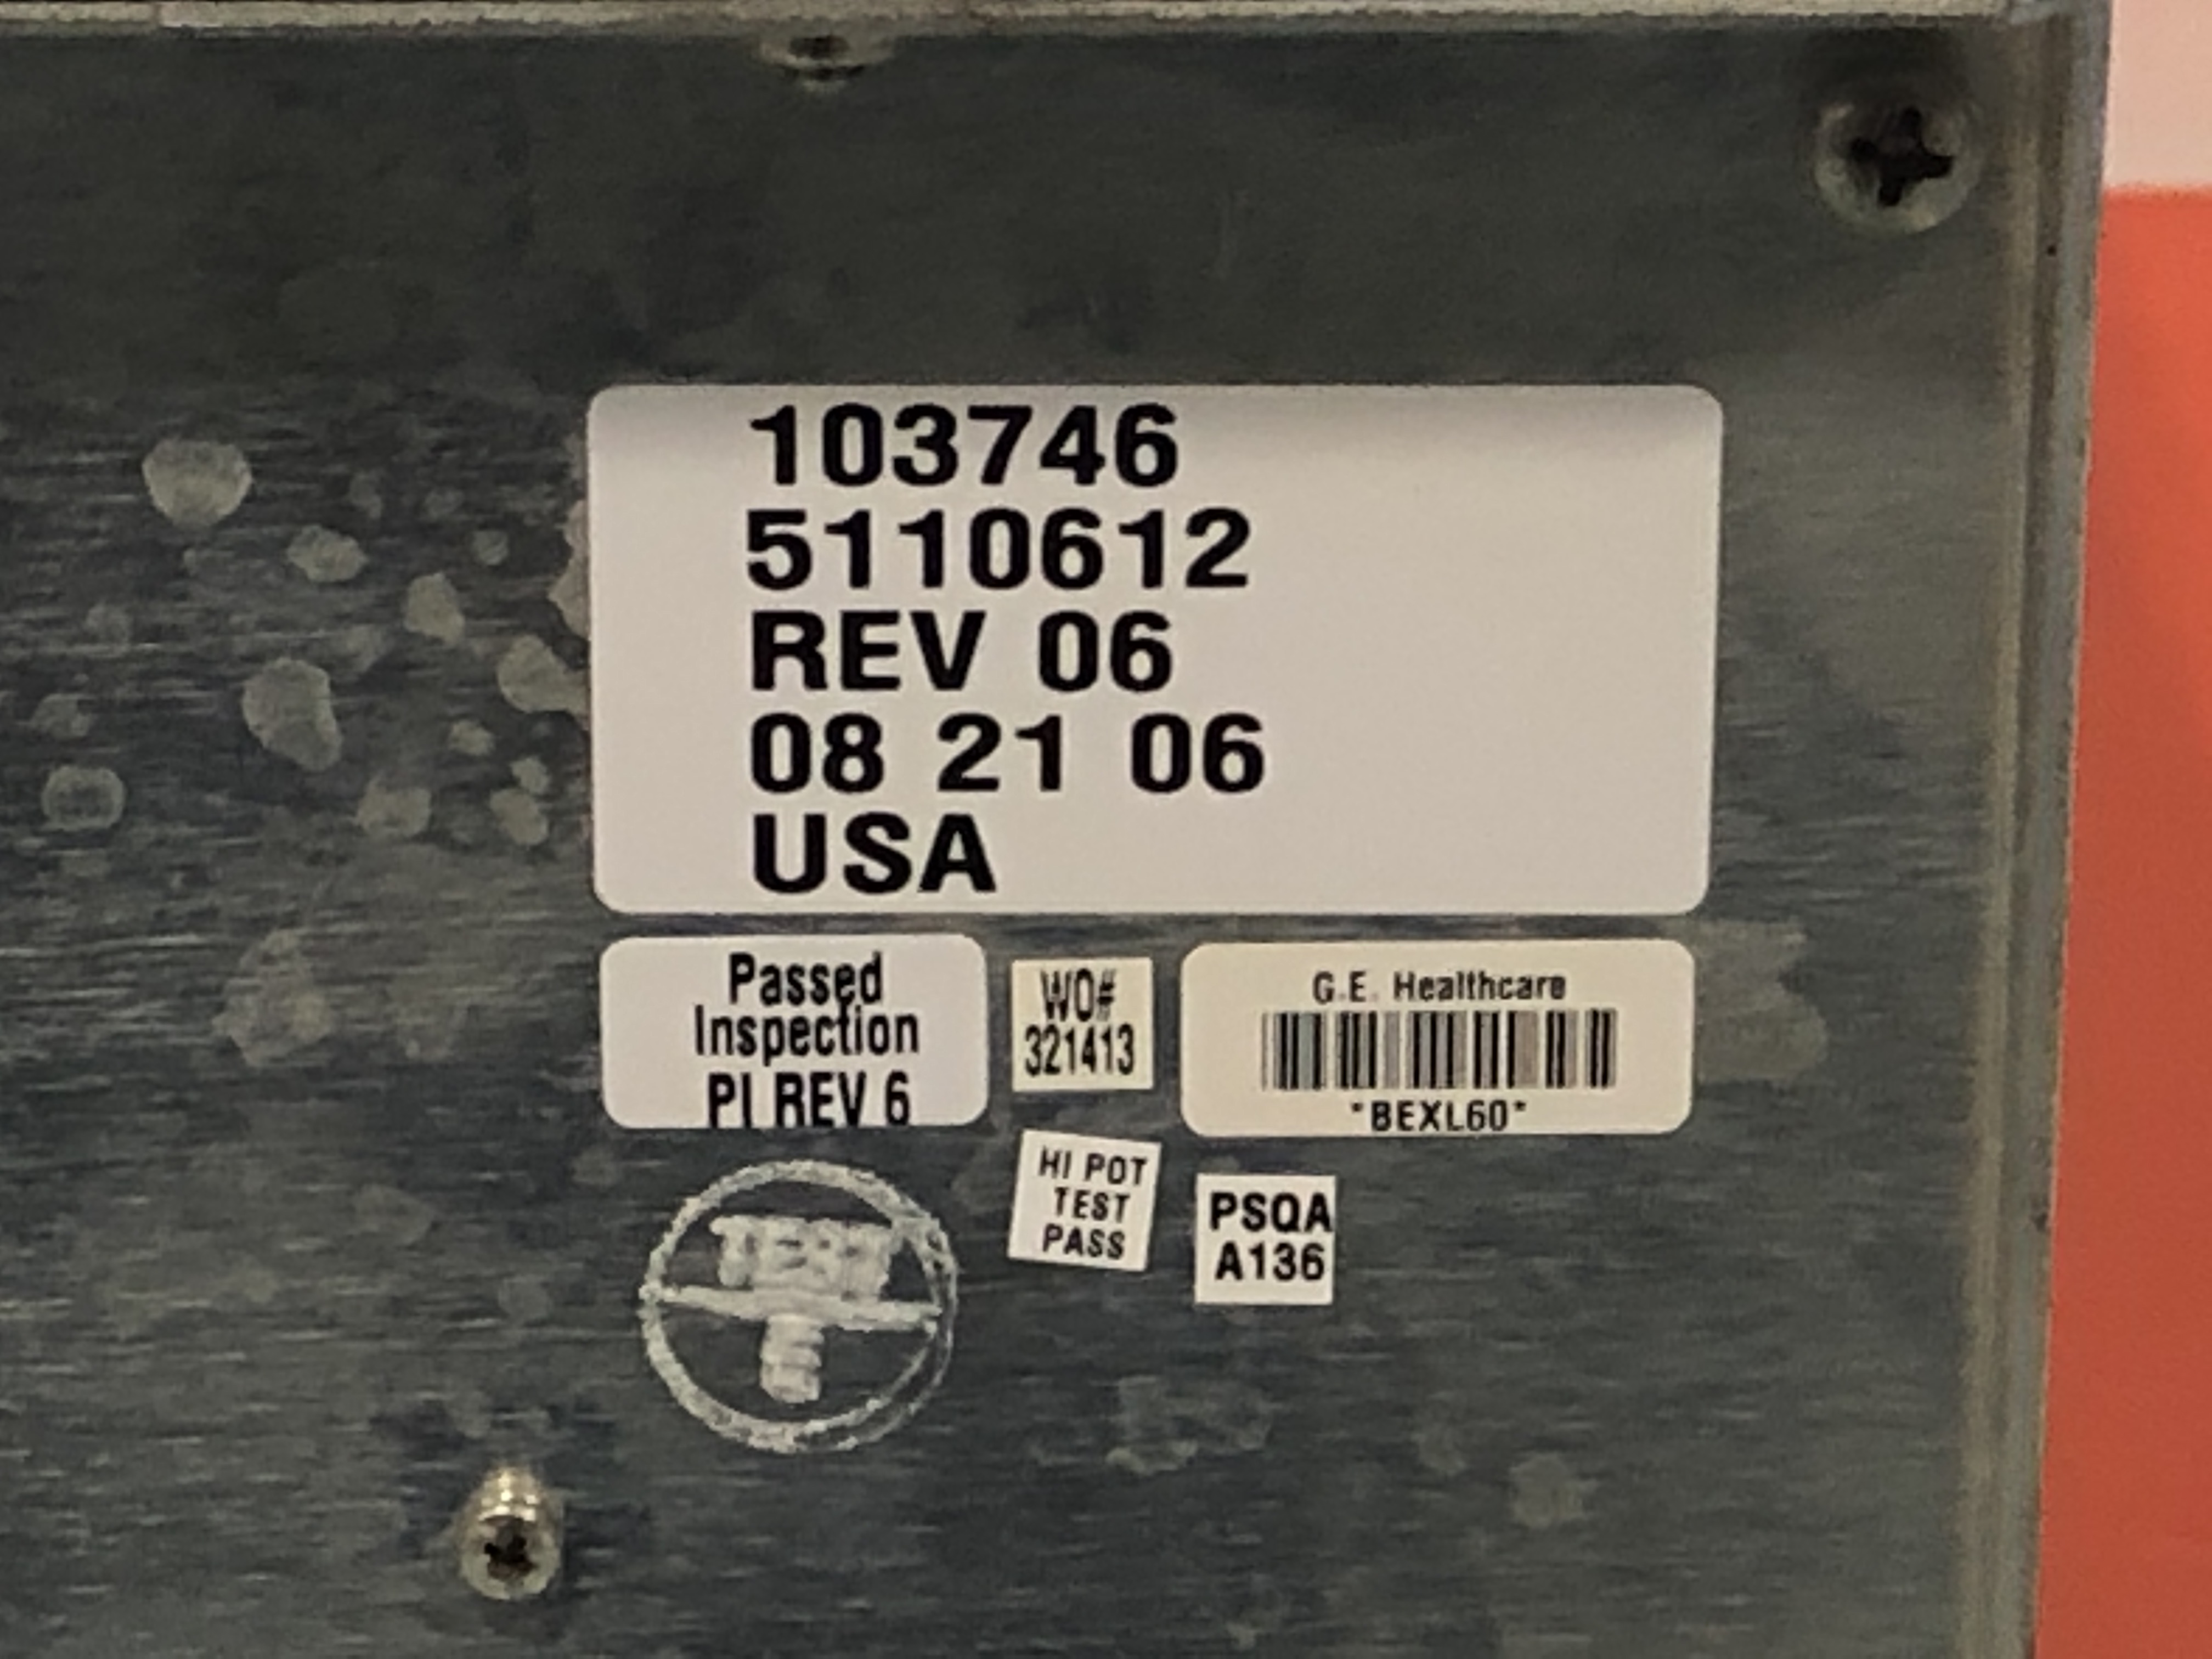 103746
5110612
REV 06
08 21 06
USA
Passed
Inspection
PI REV 6
WO#
321413
G.E. Healthcare
*BEXL60*
HI POT
TEST
PASS
PSQA
A136